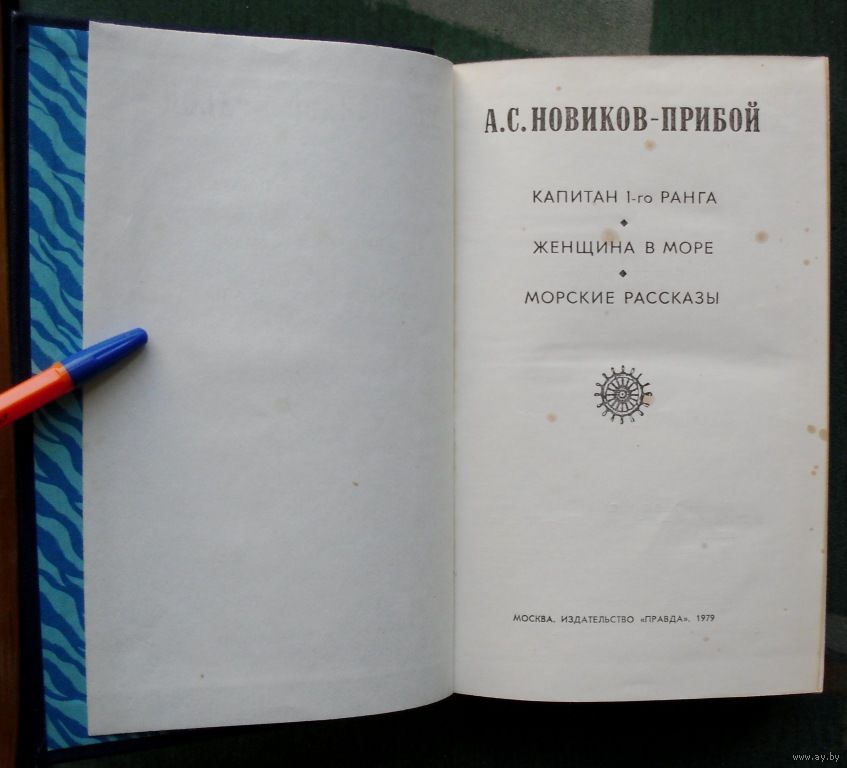 А.С. НОВИКОВ-ПРИБОЙ
КАПИТАН 1-го РАНГА
ЖЕНЩИНА В МОРЕ
МОРСКИЕ РАССКАЗЫ
МОСКВА. ИЗДАТЕЛЬСТВО «ПРАВДА». 1979
www.ay.by